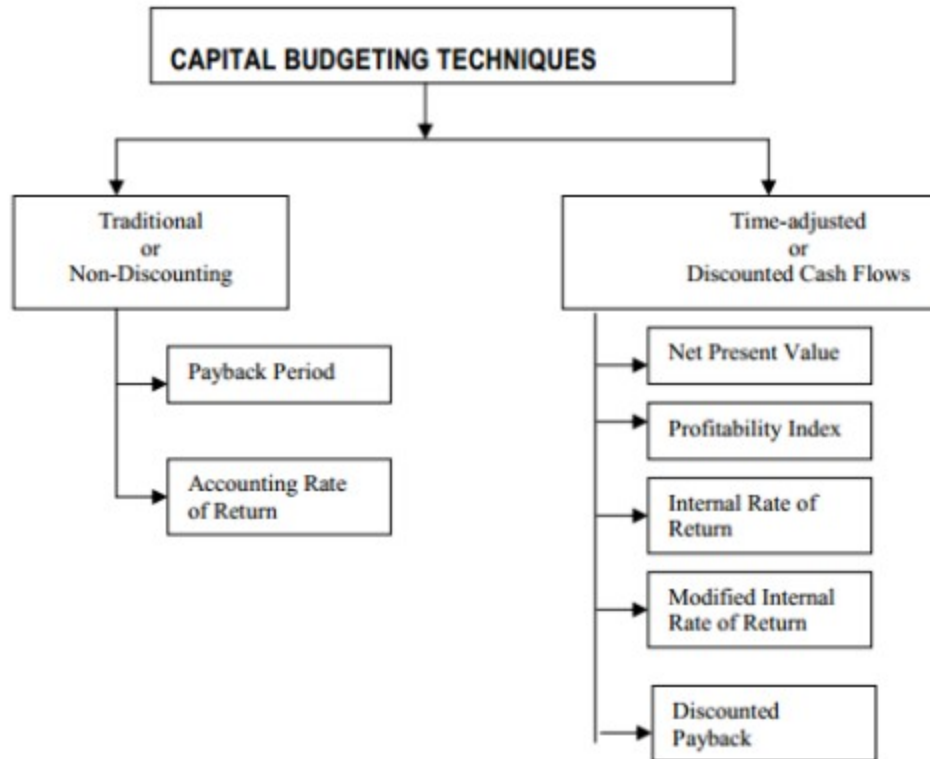 CAPITAL BUDGETING TECHNIQUES
Traditional
or
Non-Discounting
Payback Period
Accounting Rate
of Return
Time-adjusted
or
Discounted Cash Flows
Net Present Value
Profitability Index
Internal Rate of
Return
Modified Internal
Rate of Return
Discounted
Payback